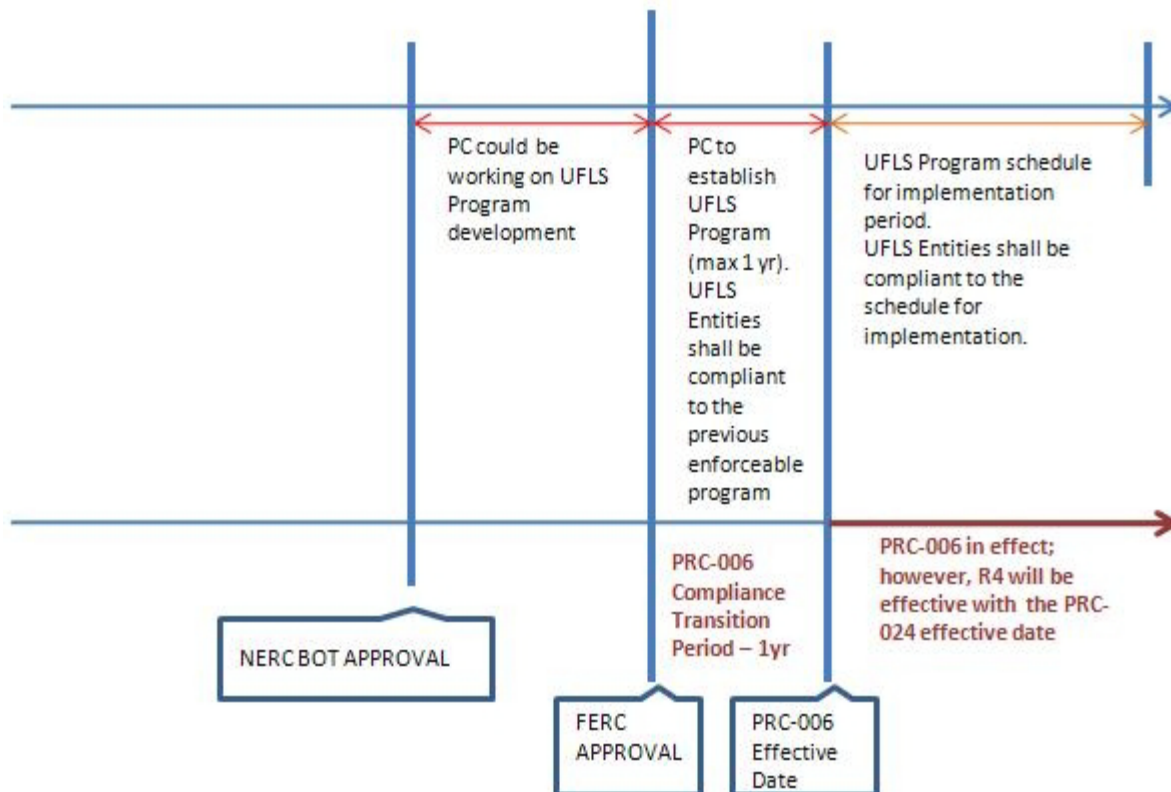 PC could be
working on UFLS
Program
development
PC to
establish
UFLS
Program
(max 1 yr).
UFLS
Entities
shall be
compliant
to the
previous
enforceable
program
UFLS Program schedule
for implementation
period.
UFLS Entities shall be
compliant to the
schedule for
implementation.
PRC-006
Compliance
Transition
Period – 1yr
PRC-006 in effect;
however, R4 will be
effective with the PRC-
024 effective date
NERC BOT APPROVAL
FERC
APPROVAL
PRC-006
Effective
Date